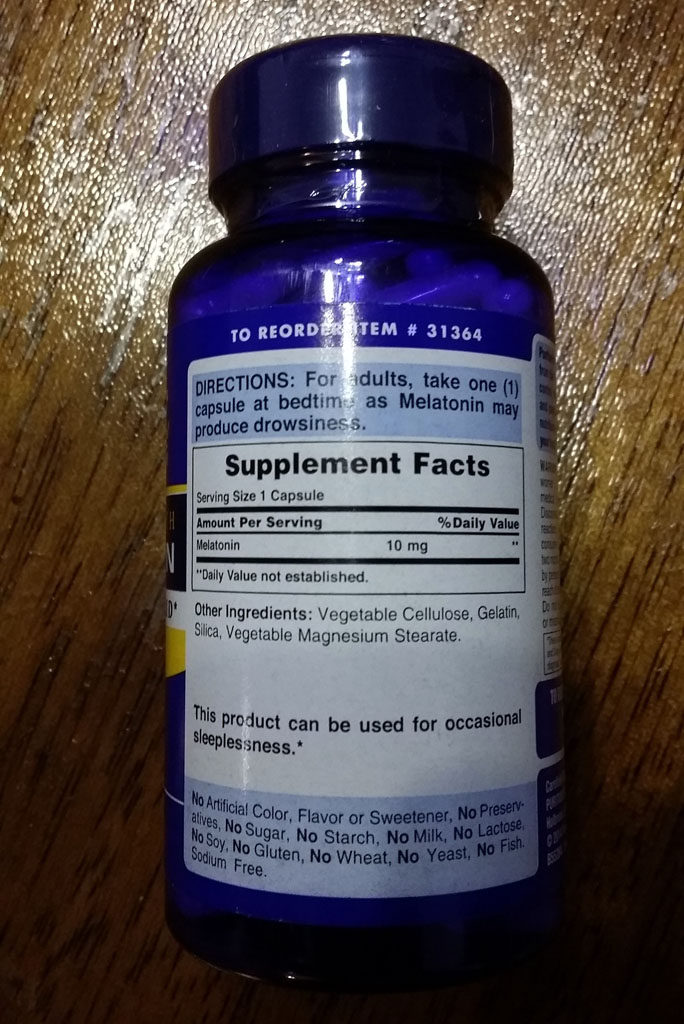 TO REORDER ITEM # 31364
DIRECTIONS: For adults, take one (1)
capsule at bedtime as Melatonin may
produce drowsiness.
Supplement Facts
Serving Size 1 Capsule
Amount Per Serving %Daily Value
Melatonin 10 mg **
**Daily Value not established.
Other Ingredients: Vegetable Cellulose, Gelatin,
Silica, Vegetable Magnesium Stearate.
This product can be used for occasional
sleeplessness.*
No Artificial Color, Flavor or Sweetener, No Preserv-
atives, No Sugar, No Starch, No Milk, No Lactose,
No Soy, No Gluten, No Wheat, No Yeast, No Fish.
Sodium Free.